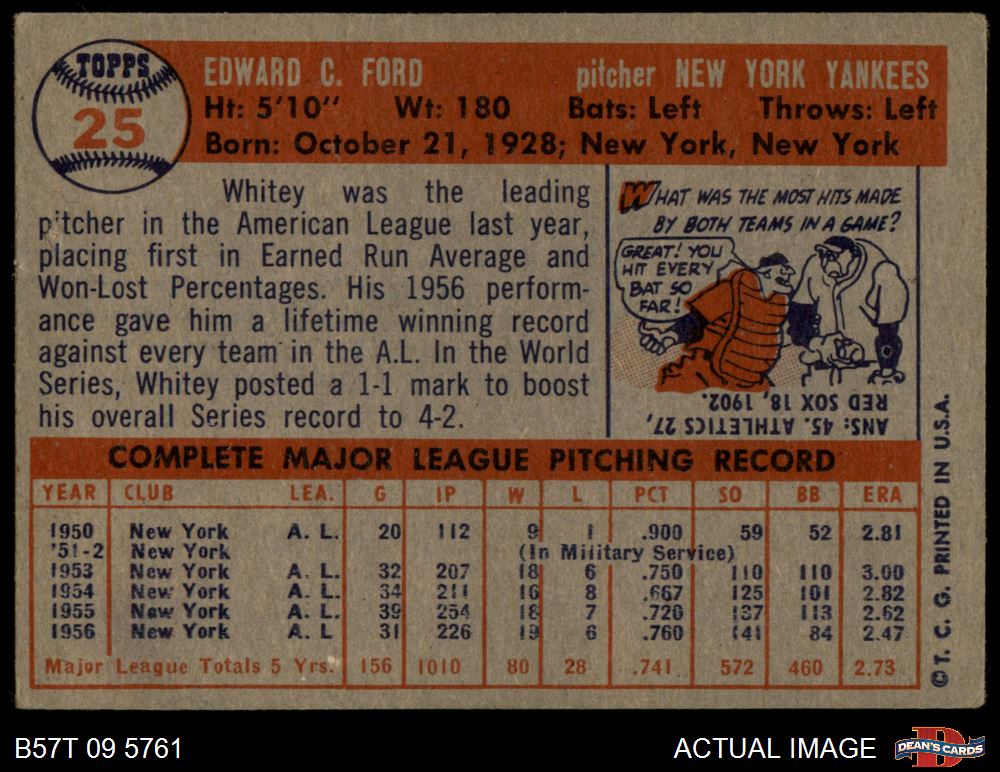 TOPPS
25
EDWARD C. FORD pitcher NEW YORK YANKEES
Ht: 5'10" Wt: 180 Bats: Left Throws: Left
Born: October 21, 1928; New York, New York
Whitey was the leading
pitcher in the American League last year,
placing first in Earned Run Average and
Won-Lost Percentages. His 1956 perform-
ance gave him a lifetime winning record
against every team in the A.L. In the World
Series, Whitey posted a 1-1 mark to boost
his overall Series record to 4-2.
WHAT WAS THE MOST HITS MADE
BY BOTH TEAMS IN A GAME?
GREAT! YOU
HIT EVERY
BAT SO
FAR!
ANS: 45. ATHLETICS 27,
RED SOX 18, 1902.
COMPLETE MAJOR LEAGUE PITCHING RECORD
YEAR CLUB LEA. G IP W L PCT SO BB ERA
1950 New York A. L. 20 112 9 1 .900 59 52 2.81
'51-2 New York (In Military Service)
1953 New York A. L. 32 207 18 6 .750 110 110 3.00
1954 New York A. L. 34 211 16 8 .667 125 101 2.82
1955 New York A. L. 39 254 18 7 .720 137 113 2.62
1956 New York A. L 31 226 19 6 .760 141 84 2.47
Major League Totals 5 Yrs. 156 1010 80 28 .741 572 460 2.73
© T. C. G. PRINTED IN U.S.A.
B57T 09 5761
ACTUAL IMAGE
DEAN'S CARDS